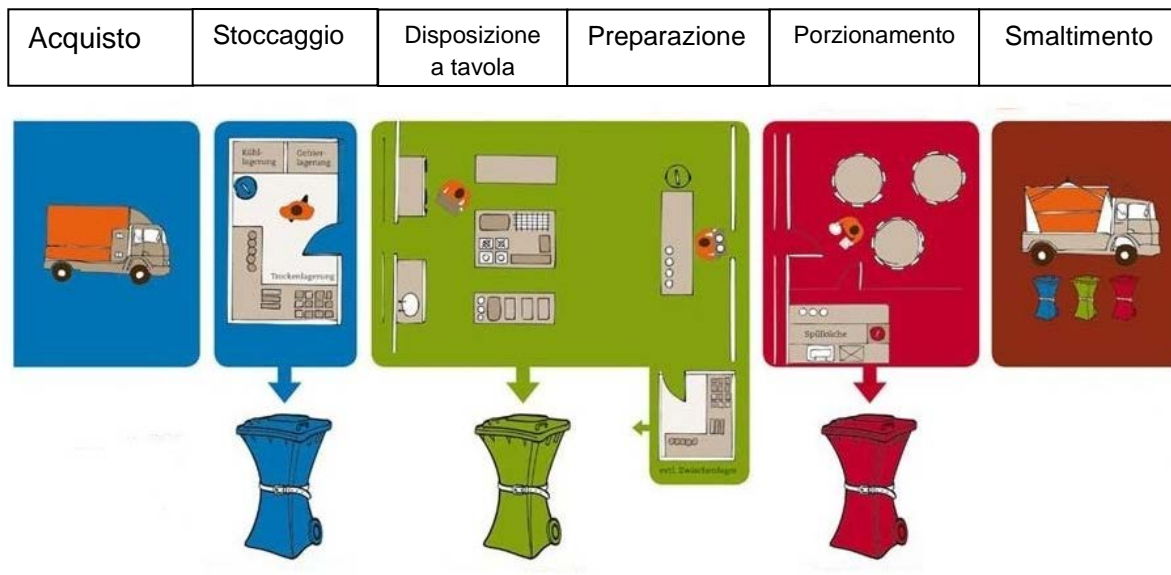 Acquisto
Stoccaggio
Disposizione
a tavola
Preparazione
Porzionamento
Smaltimento
Kühl-
lagerung
Gefrier-
lagerung
Trockenlagerung
Spülküche
evtl. Zwischenlager